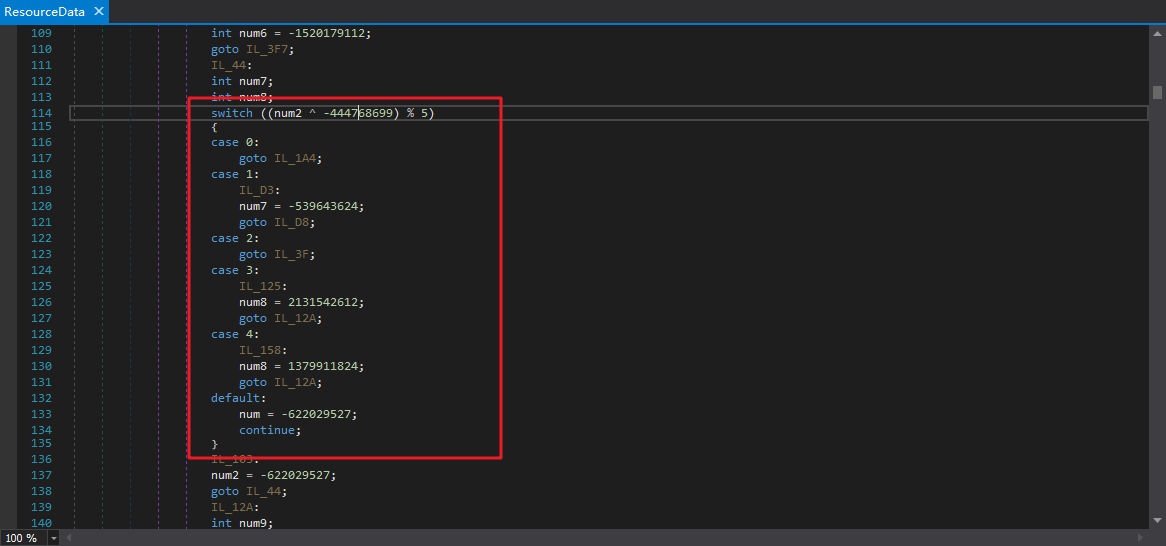 ResourceData ×
109 int num6 = -1520179112;
110 goto IL_3F7;
111 IL_44:
112 int num7;
113 int num8;
114 switch ((num2 ^ -444768699) % 5)
115 {
116 case 0:
117 goto IL_1A4;
118 case 1:
119 IL_D3:
120 num7 = -539643624;
121 goto IL_D8;
122 case 2:
123 goto IL_3F;
124 case 3:
125 IL_125:
126 num8 = 2131542612;
127 goto IL_12A;
128 case 4:
129 IL_158:
130 num8 = 1379911824;
131 goto IL_12A;
132 default:
133 num = -622029527;
134 continue;
135 }
136 IL_103:
137 num2 = -622029527;
138 goto IL_44;
139 IL_12A:
140 int num9;
100 %